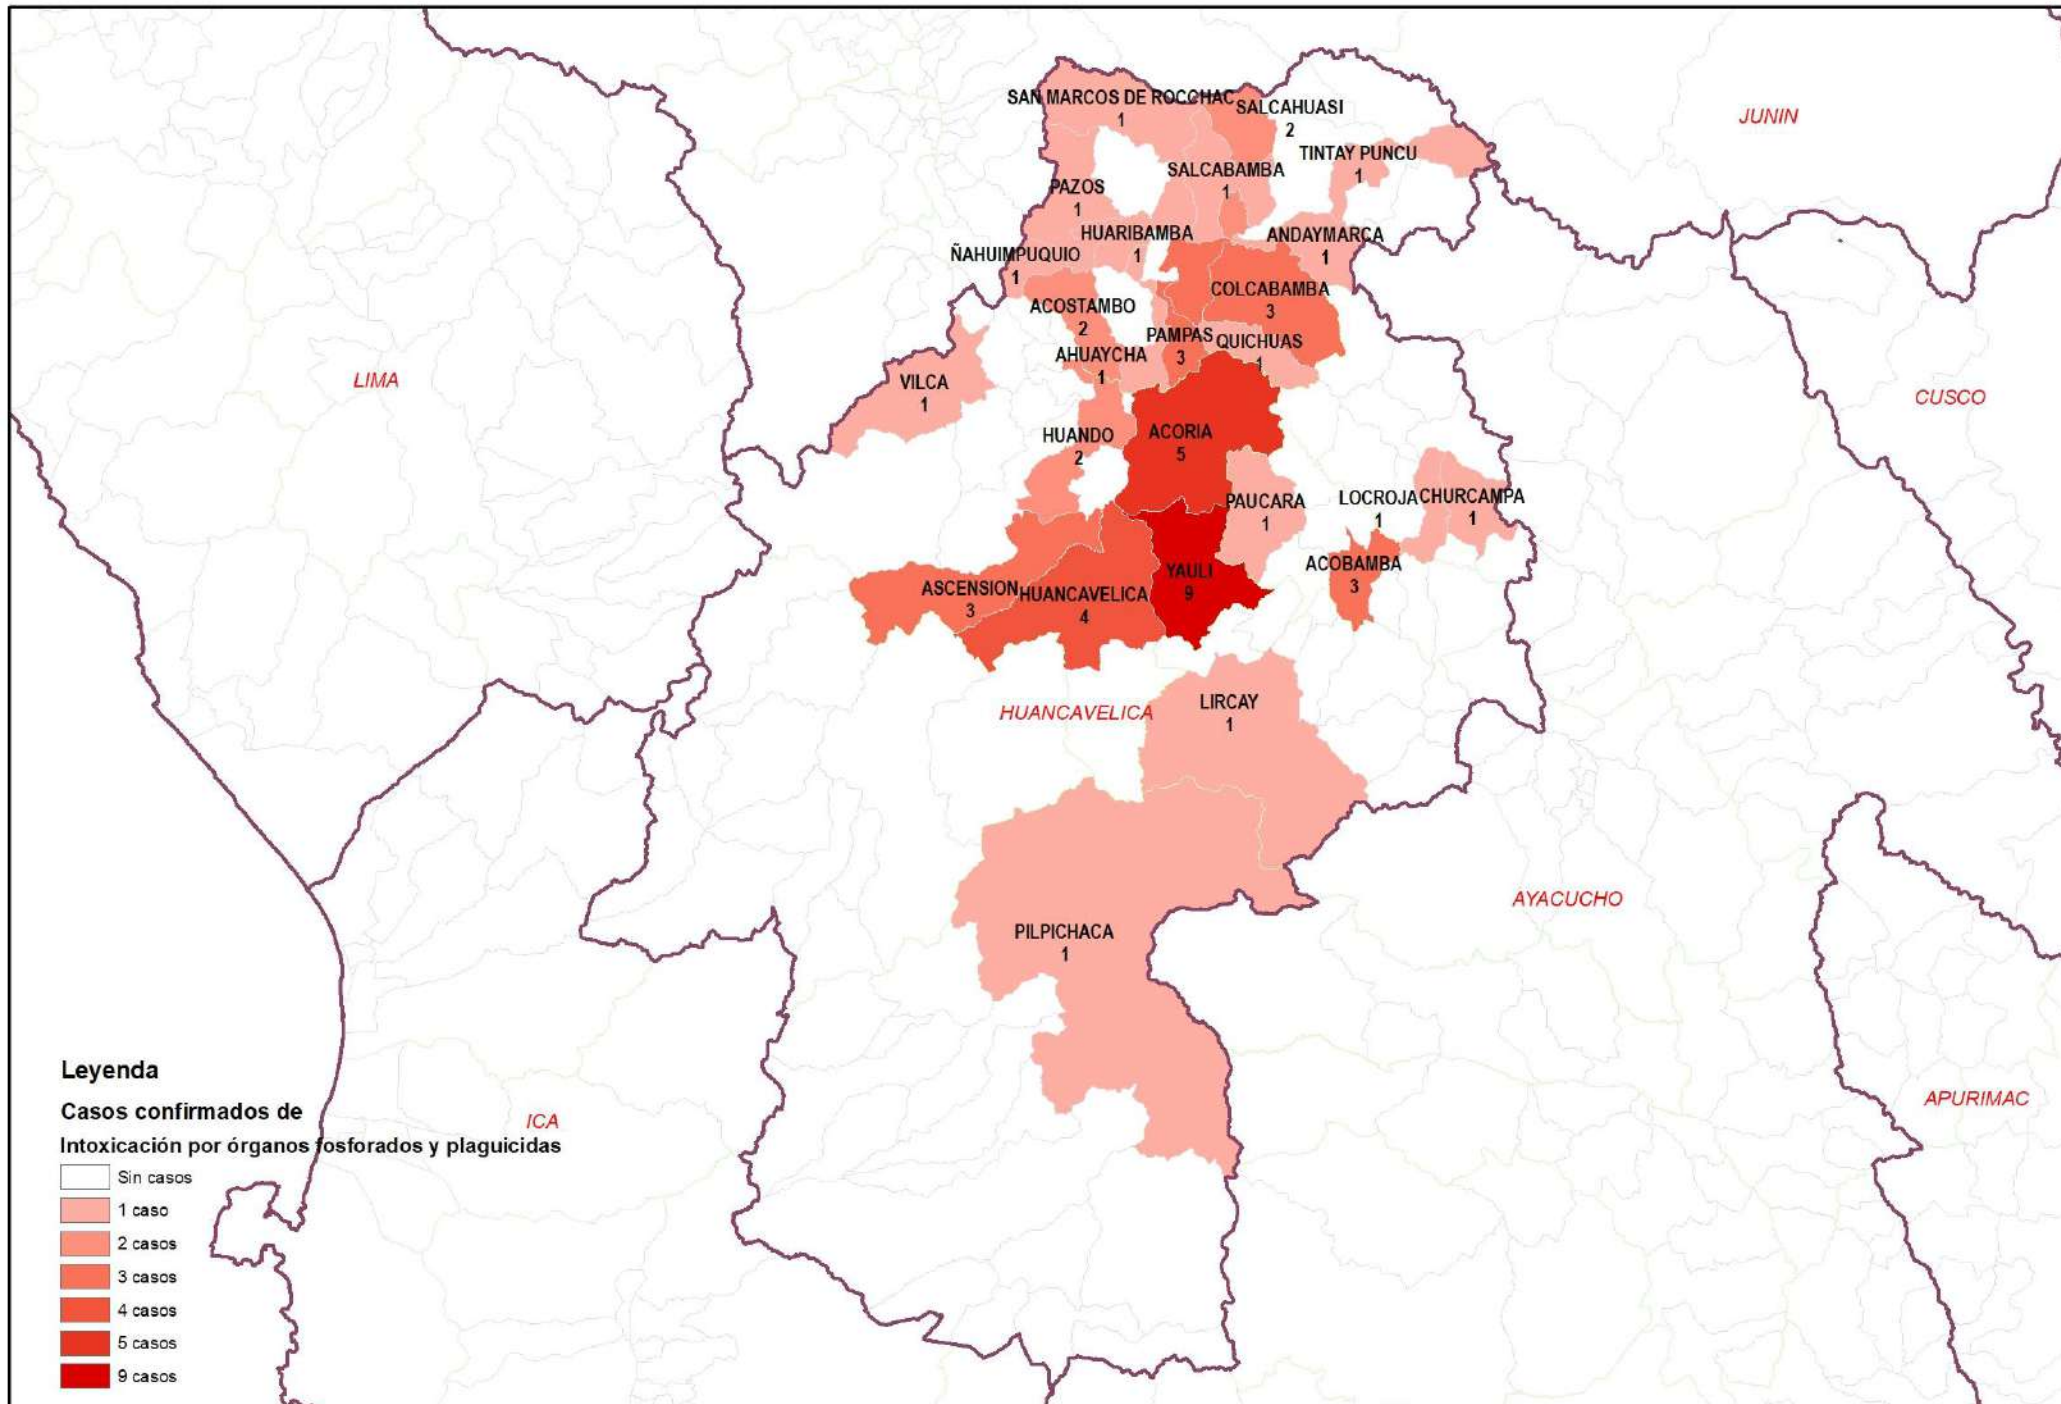 SAN MARCOS DE ROCCHAC
1
SALCAHUASI
2
JUNIN
TINTAY PUNCU
1
SALCABAMBA
1
PAZOS
1
HUARIBAMBA
1
ANDAYMARCA
1
ÑAHUIMPUQUIO
1
COLCABAMBA
3
ACOSTAMBO
2
PAMPAS
3
QUICHUAS
1
AHUAYCHA
1
VILCA
1
LIMA
CUSCO
HUANDO
2
ACORIA
5
PAUCARA
1
LOCROJA
1
CHURCAMPA
1
ACOBAMBA
3
YAULI
9
ASCENSION
3
HUANCAVELICA
4
LIRCAY
1
HUANCAVELICA
AYACUCHO
PILPICHACA
1
APURIMAC
ICA
Leyenda
Casos confirmados de
Intoxicación por órganos fosforados y plaguicidas
Sin casos
1 caso
2 casos
3 casos
4 casos
5 casos
9 casos